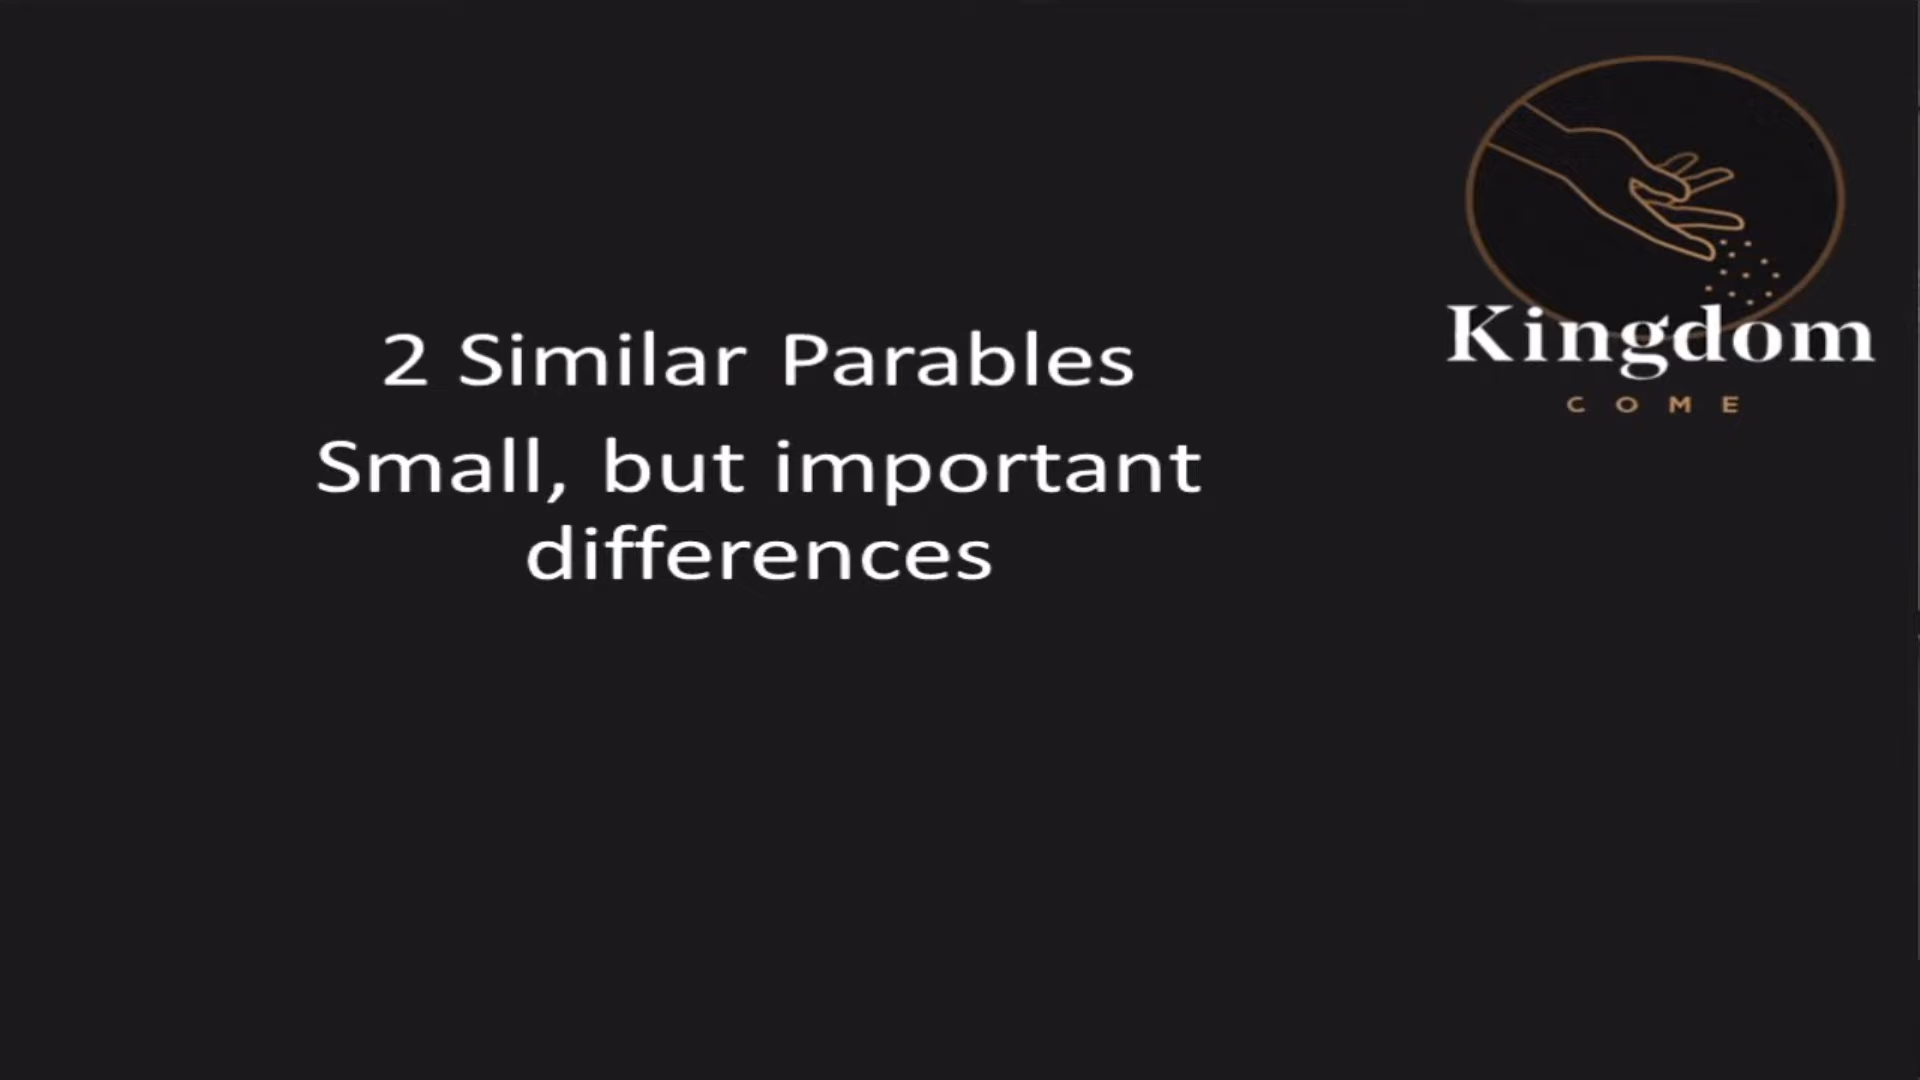 2 Similar Parables
Small, but important
differences
Kingdom
COME